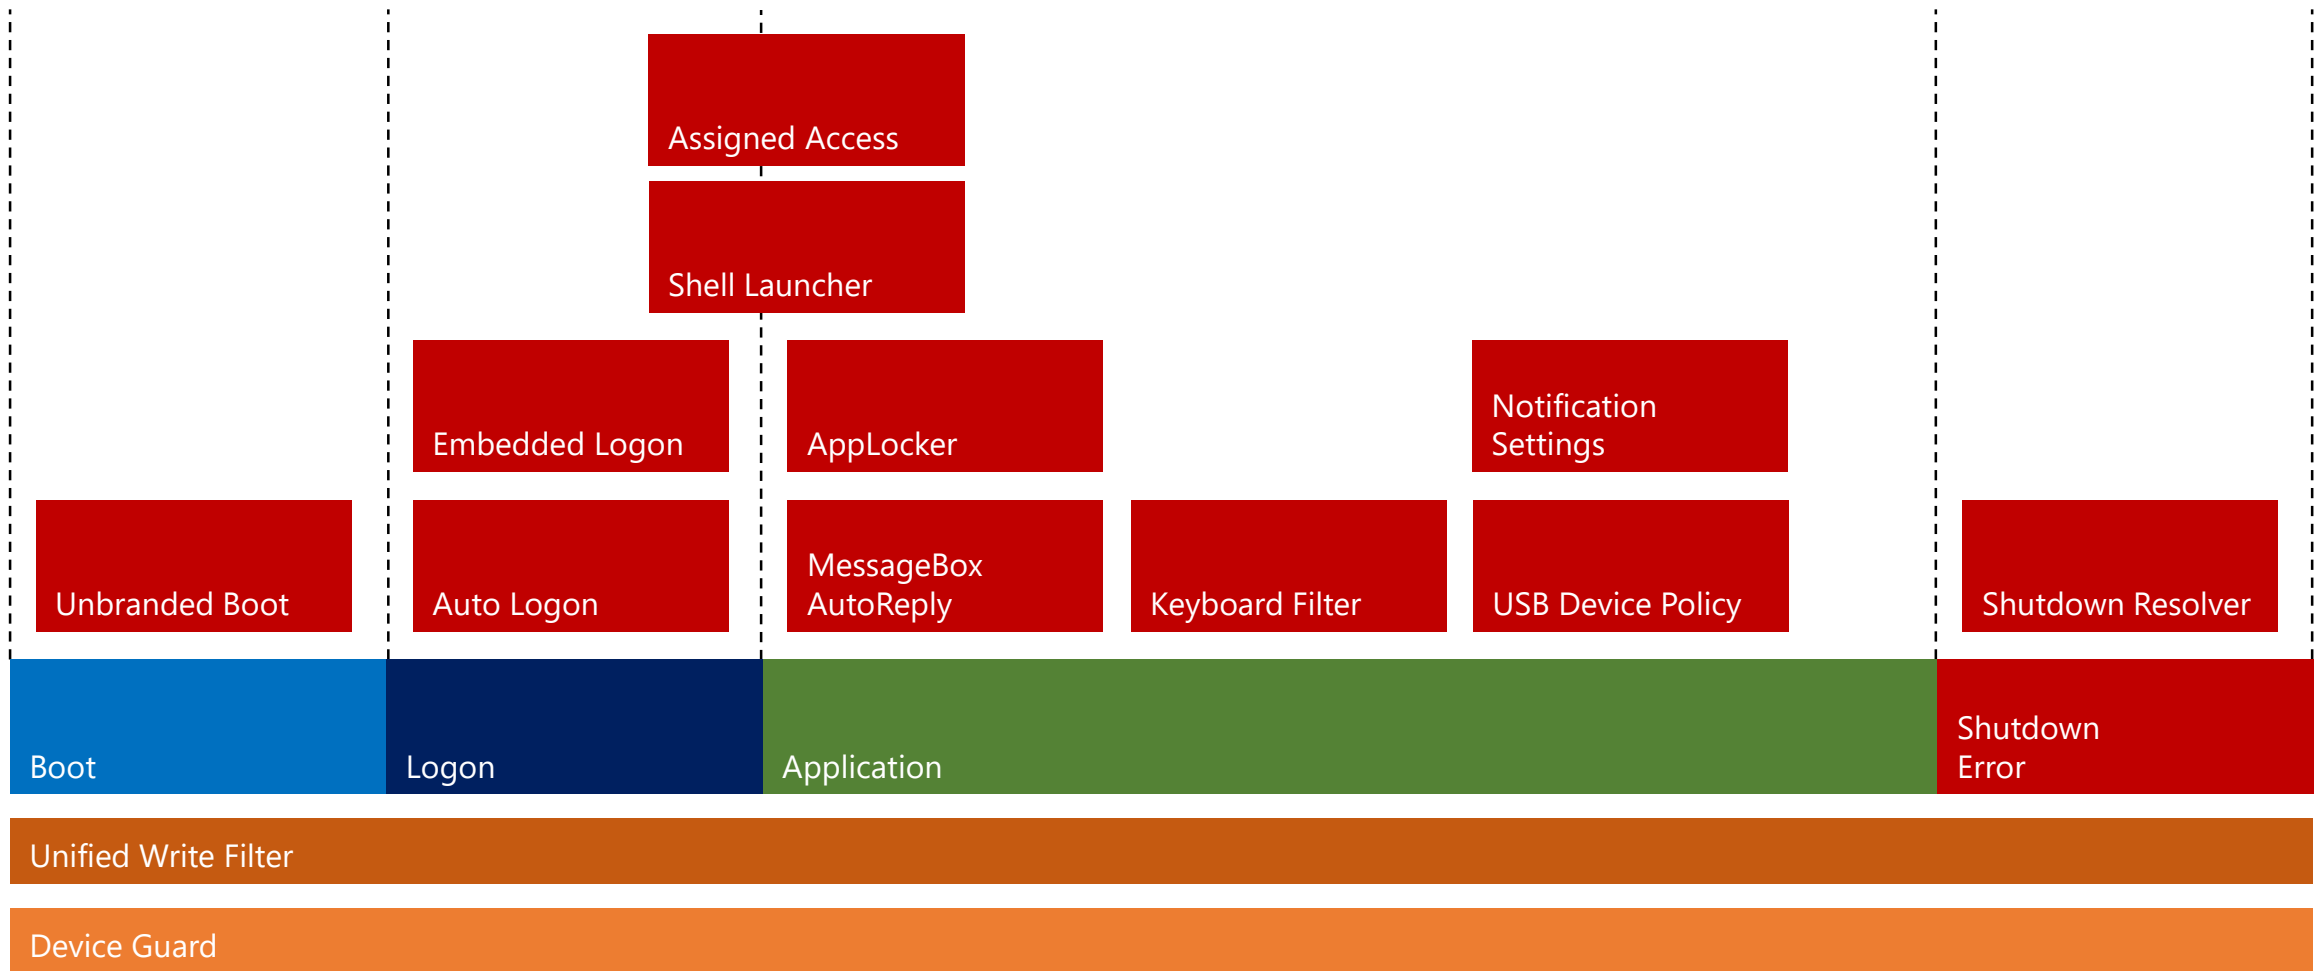 Assigned Access
Shell Launcher
Embedded Logon
AppLocker
Notification
Settings
Unbranded Boot
Auto Logon
MessageBox
AutoReply
Keyboard Filter
USB Device Policy
Shutdown Resolver
Boot
Logon
Application
Shutdown
Error
Unified Write Filter
Device Guard